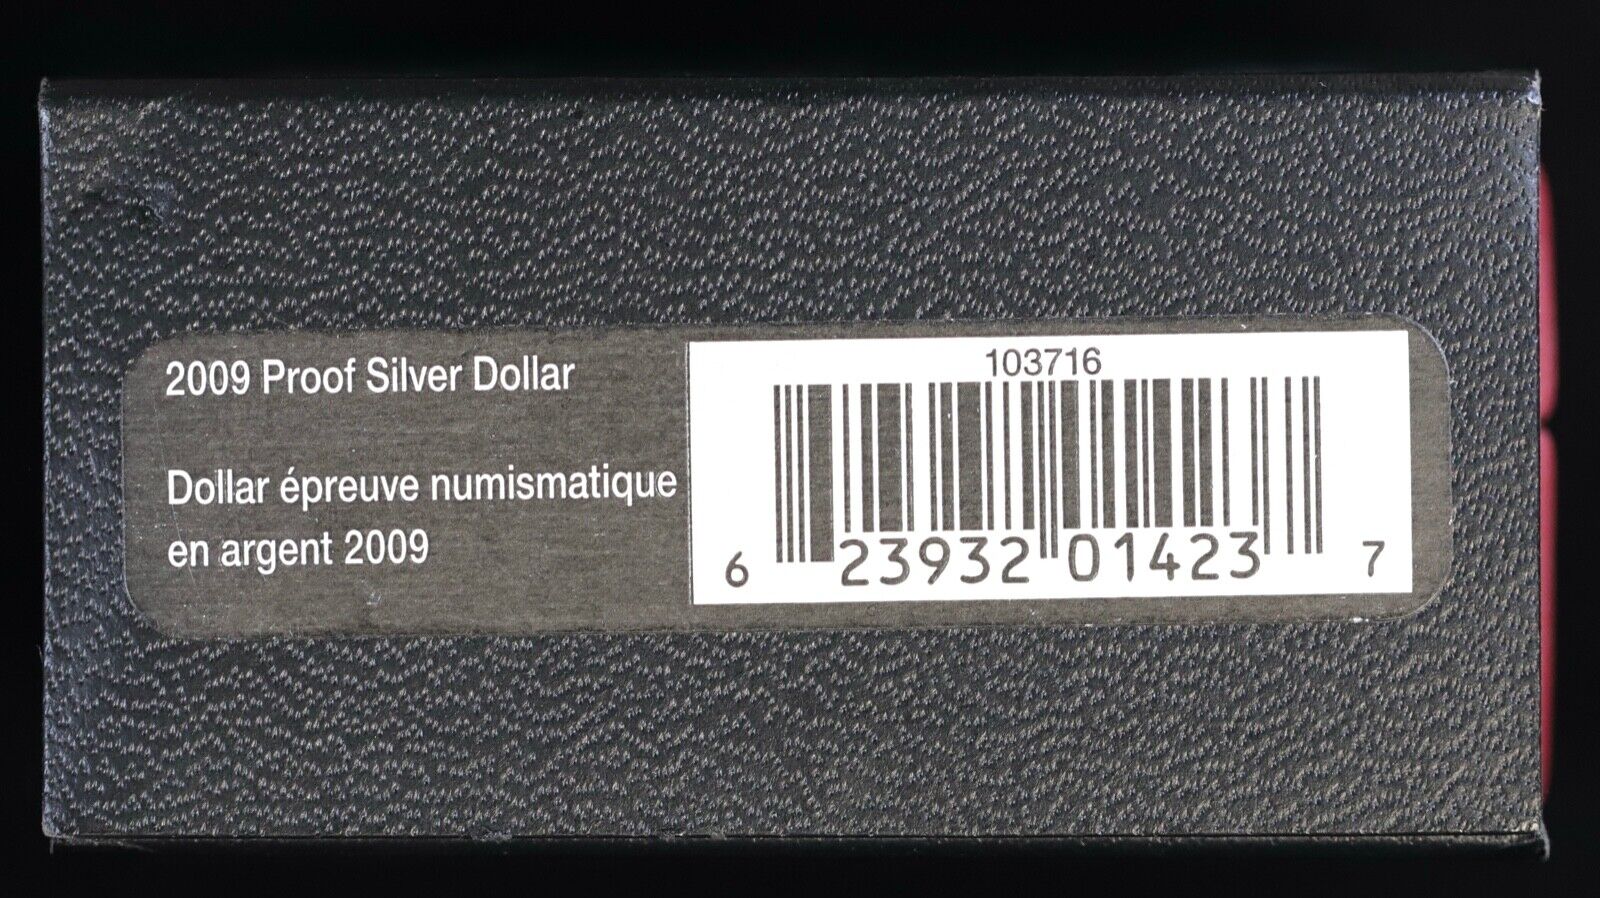 2009 Proof Silver Dollar
Dollar épreuve numismatique
en argent 2009
103716
6 23932 01423 7